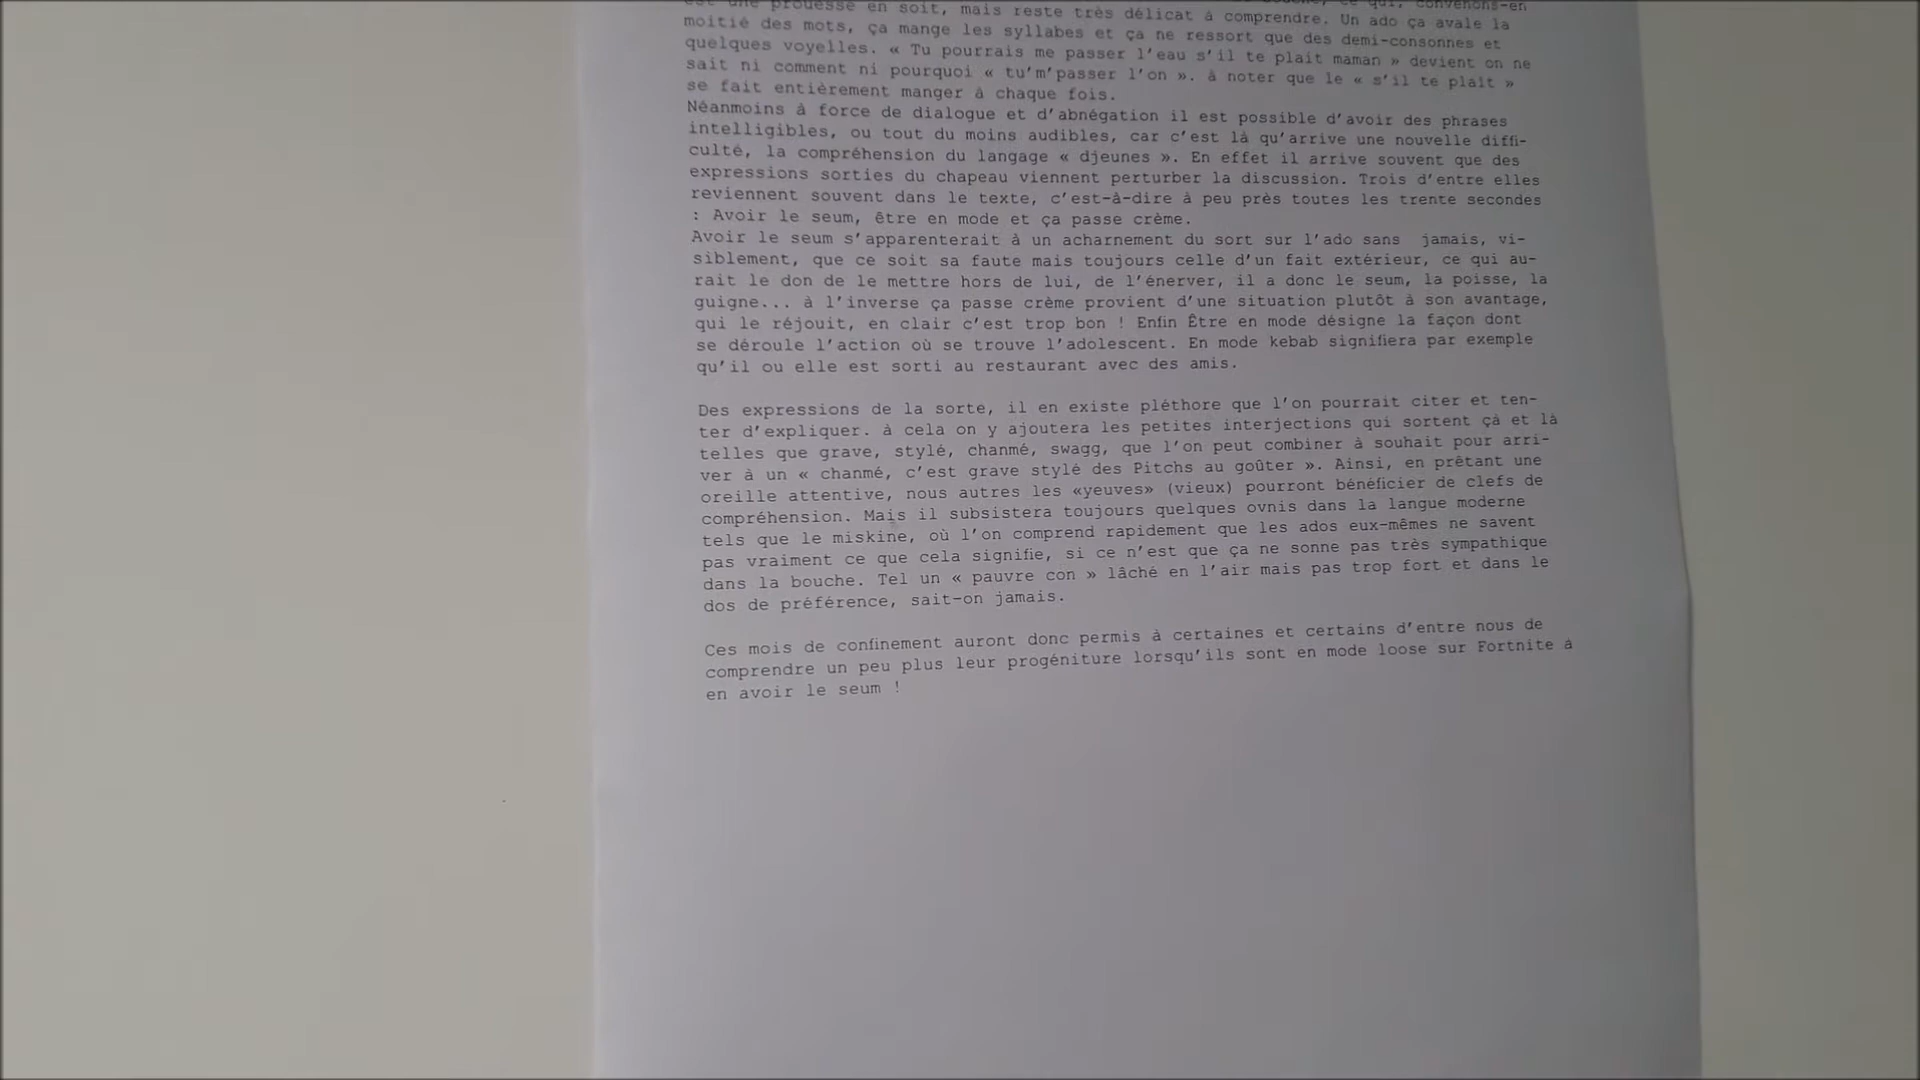 est une prouesse en soit, mais reste très délicat à comprendre. Un ado ça avale la
moitié des mots, ça mange les syllabes et ça ne ressort que des demi-consonnes et
quelques voyelles. « Tu pourrais me passer l'eau s'il te plait maman » devient on ne
sait ni comment ni pourquoi « tu'm'passer l'on ». à noter que le « s'il te plaît »
se fait entièrement manger à chaque fois.
Néanmoins à force de dialogue et d'abnégation il est possible d'avoir des phrases
intelligibles, ou tout du moins audibles, car c'est là qu'arrive une nouvelle diffi-
culté, la compréhension du langage « djeunes ». En effet il arrive souvent que des
expressions sorties du chapeau viennent perturber la discussion. Trois d'entre elles
reviennent souvent dans le texte, c'est-à-dire à peu près toutes les trente secondes
: Avoir le seum, être en mode et ça passe crème.
Avoir le seum s'apparenterait à un acharnement du sort sur l'ado sans  jamais, vi-
siblement, que ce soit sa faute mais toujours celle d'un fait extérieur, ce qui au-
rait le don de le mettre hors de lui, de l'énerver, il a donc le seum, la poisse, la
guigne... à l'inverse ça passe crème provient d'une situation plutôt à son avantage,
qui le réjouit, en clair c'est trop bon ! Enfin Être en mode désigne la façon dont
se déroule l'action où se trouve l'adolescent. En mode kebab signifiera par exemple
qu'il ou elle est sorti au restaurant avec des amis.

Des expressions de la sorte, il en existe pléthore que l'on pourrait citer et ten-
ter d'expliquer. à cela on y ajoutera les petites interjections qui sortent çà et là
telles que grave, stylé, chanmé, swagg, que l'on peut combiner à souhait pour arri-
ver à un « chanmé, c'est grave stylé des Pitchs au goûter ». Ainsi, en prêtant une
oreille attentive, nous autres les «yeuves» (vieux) pourront bénéficier de clefs de
compréhension. Mais il subsistera toujours quelques ovnis dans la langue moderne
tels que le miskine, où l'on comprend rapidement que les ados eux-mêmes ne savent
pas vraiment ce que cela signifie, si ce n'est que ça ne sonne pas très sympathique
dans la bouche. Tel un « pauvre con » lâché en l'air mais pas trop fort et dans le
dos de préférence, sait-on jamais.

Ces mois de confinement auront donc permis à certaines et certains d'entre nous de
comprendre un peu plus leur progéniture lorsqu'ils sont en mode loose sur Fortnite à
en avoir le seum !